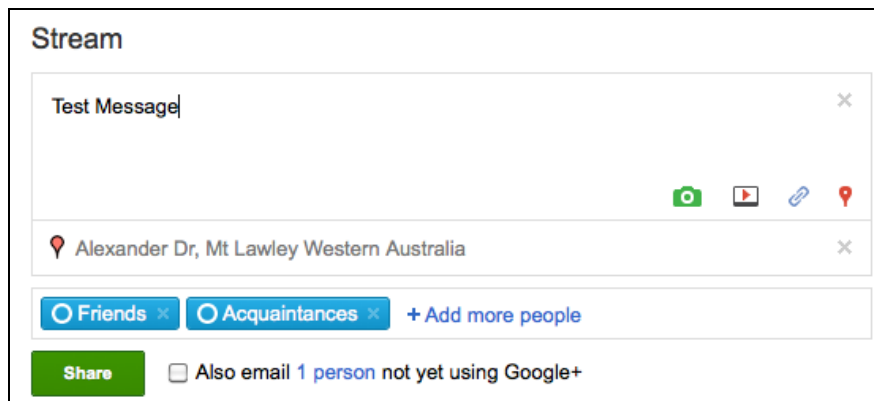 Stream
Test Message
Alexander Dr, Mt Lawley Western Australia
Friends × Acquaintances × + Add more people
Share Also email 1 person not yet using Google+